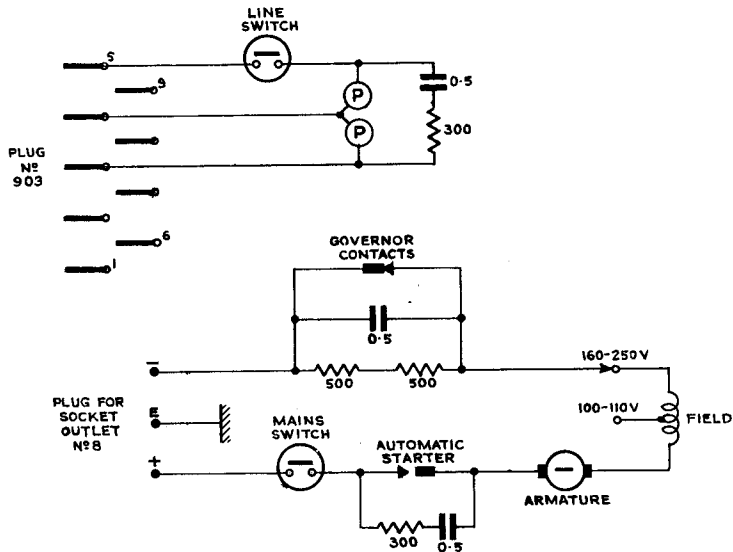 LINE
SWITCH
5
9
0·5
P
P
300
PLUG
Nº
903
6
1
GOVERNOR
CONTACTS
0·5
500
500
–
160-250V
PLUG FOR
SOCKET
OUTLET
Nº8
E
100-110V
FIELD
MAINS
SWITCH
AUTOMATIC
STARTER
+
ARMATURE
300
0·5